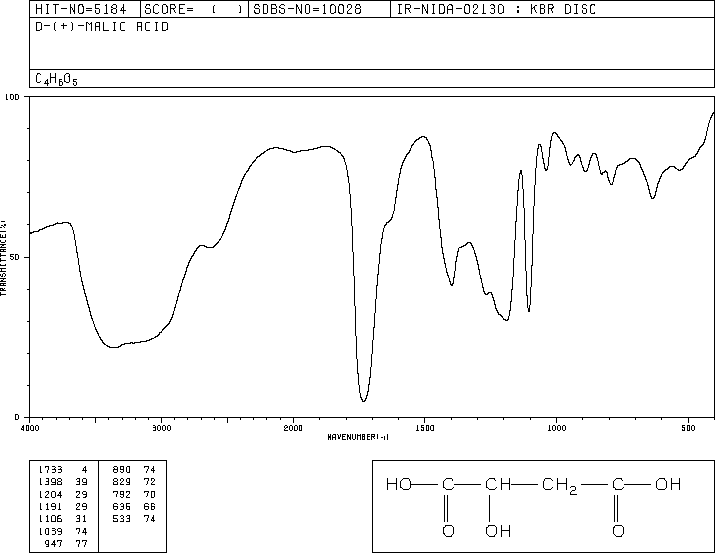 HIT-NO=5184 SCORE= ( ) SDBS-NO=10028 IR-NIDA-02130 : KBR DISC
D-(+)-MALIC ACID
C4H6O5
100
50
0
TRANSMITTANCE(%)
4000 3000 2000 1500 1000 500
WAVENUMBER(-1)
1733 4 890 74
1398 39 829 72
1204 29 792 70
1191 29 636 66
1106 31 533 74
1039 74
947 77
HO C CH CH2 C OH
O OH O